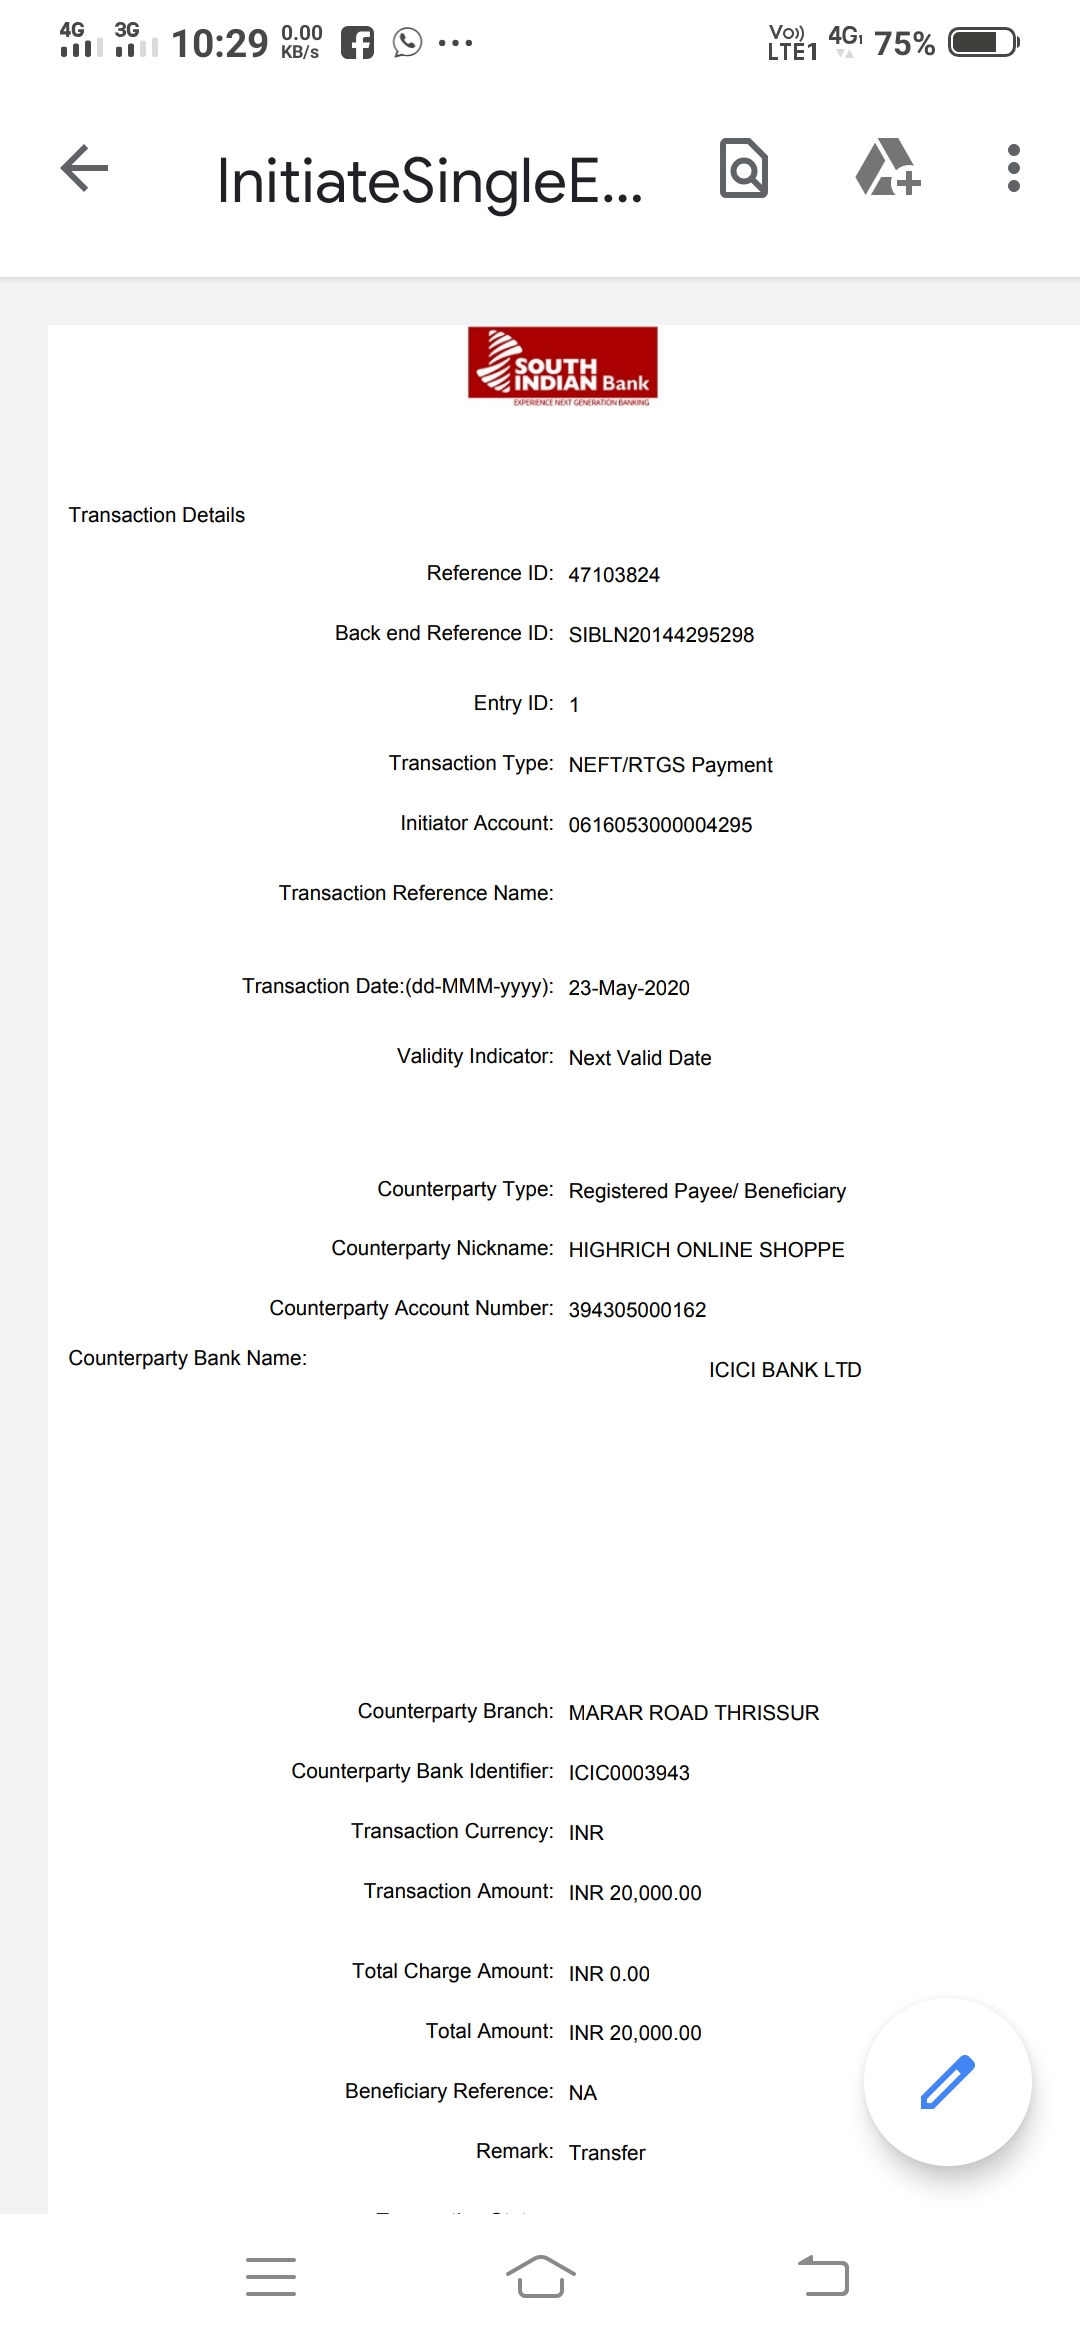 4G 3G 10:29 0.00 KB/s ... Vo)) LTE1 4G 75%
InitiateSingleE...
SOUTH
INDIAN Bank
EXPERIENCE NEXT GENERATION BANKING
Transaction Details
Reference ID: 47103824
Back end Reference ID: SIBLN20144295298
Entry ID: 1
Transaction Type: NEFT/RTGS Payment
Initiator Account: 0616053000004295
Transaction Reference Name:
Transaction Date:(dd-MMM-yyyy): 23-May-2020
Validity Indicator: Next Valid Date
Counterparty Type: Registered Payee/ Beneficiary
Counterparty Nickname: HIGHRICH ONLINE SHOPPE
Counterparty Account Number: 394305000162
Counterparty Bank Name: ICICI BANK LTD
Counterparty Branch: MARAR ROAD THRISSUR
Counterparty Bank Identifier: ICIC0003943
Transaction Currency: INR
Transaction Amount: INR 20,000.00
Total Charge Amount: INR 0.00
Total Amount: INR 20,000.00
Beneficiary Reference: NA
Remark: Transfer